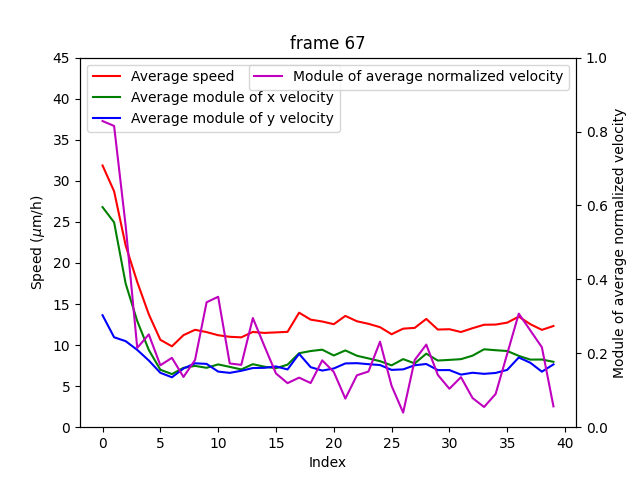 frame 67
45
40
35
30
25
20
15
10
5
0
Speed (μm/h)
Average speed
Average module of x velocity
Average module of y velocity
Module of average normalized velocity
1.0
0.8
0.6
0.4
0.2
0.0
Module of average normalized velocity
0 5 10 15 20 25 30 35 40
Index